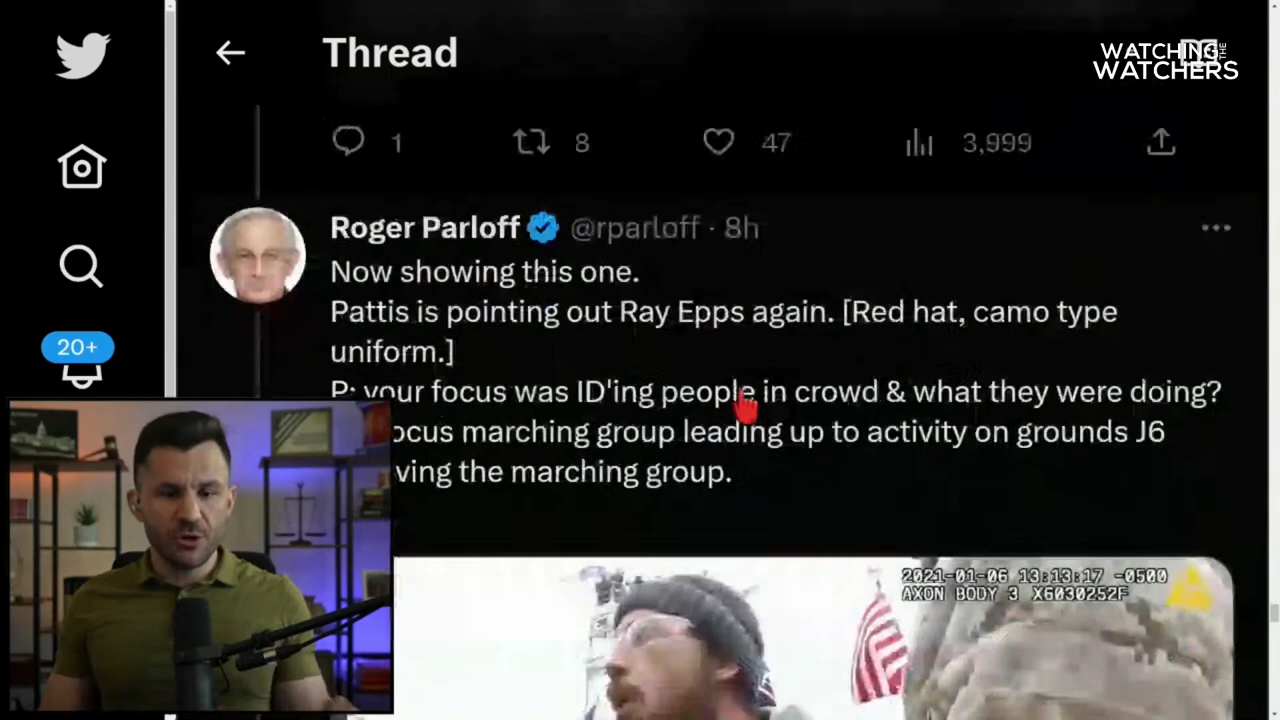 Thread
WATCHING THE
WATCHERS
1 8 47 3,999
Roger Parloff @rparloff · 8h
Now showing this one.
Pattis is pointing out Ray Epps again. [Red hat, camo type
uniform.]
20+
P: your focus was ID'ing people in crowd & what they were doing?
ocus marching group leading up to activity on grounds J6
ving the marching group.
2021-01-06 13:13:17 -0500
AXON BODY 3 X6030252F